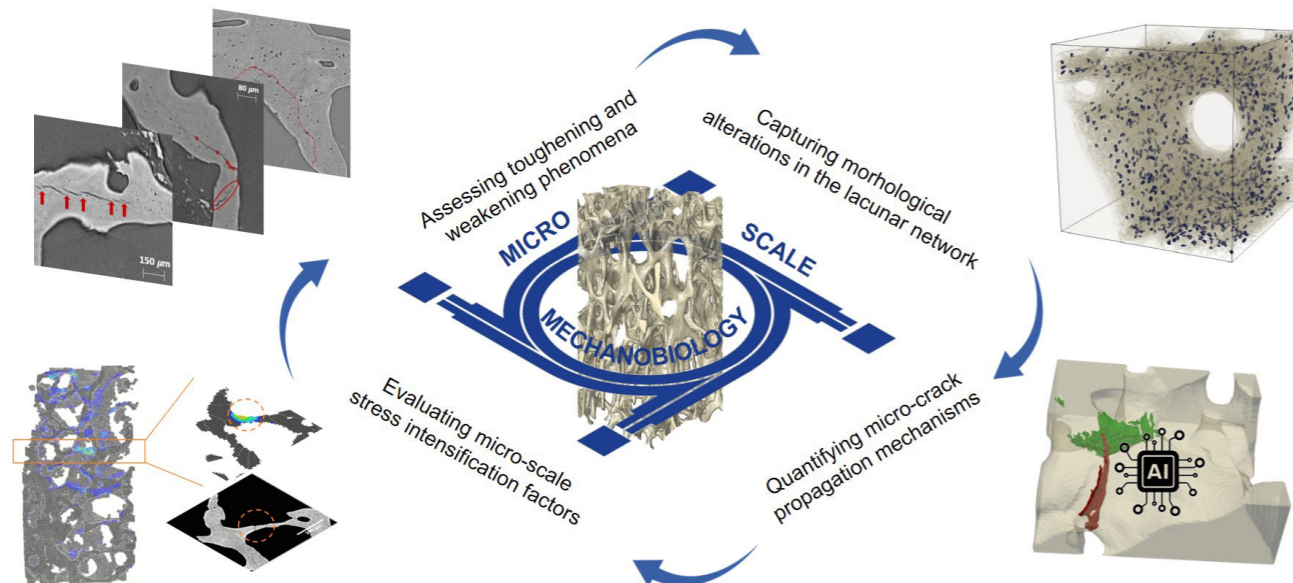 80 µm
150 µm
Assessing toughening and
weakening phenomena
Capturing morhological
alterations in the lacunar network
MICRO
SCALE
MECHANOBIOLOGY
Evaluating micro-scale
stress intensification factors
Quantifying micro-crack
propagation mechanisms
AI